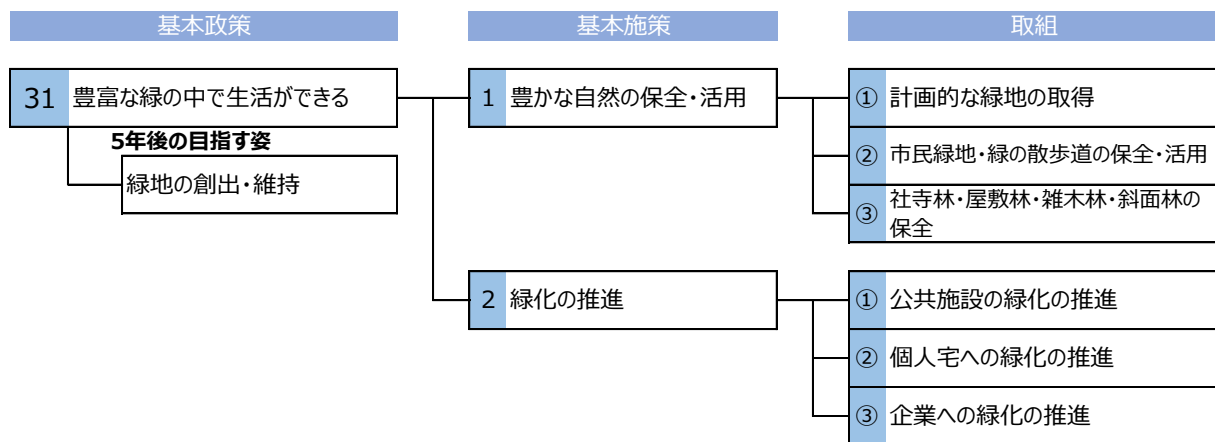 基本政策
基本施策
取組
31 豊富な緑の中で生活ができる
5年後の目指す姿
緑地の創出・維持
1 豊かな自然の保全・活用
① 計画的な緑地の取得
② 市民緑地・緑の散歩道の保全・活用
③ 社寺林・屋敷林・雑木林・斜面林の
保全
2 緑化の推進
① 公共施設の緑化の推進
② 個人宅への緑化の推進
③ 企業への緑化の推進